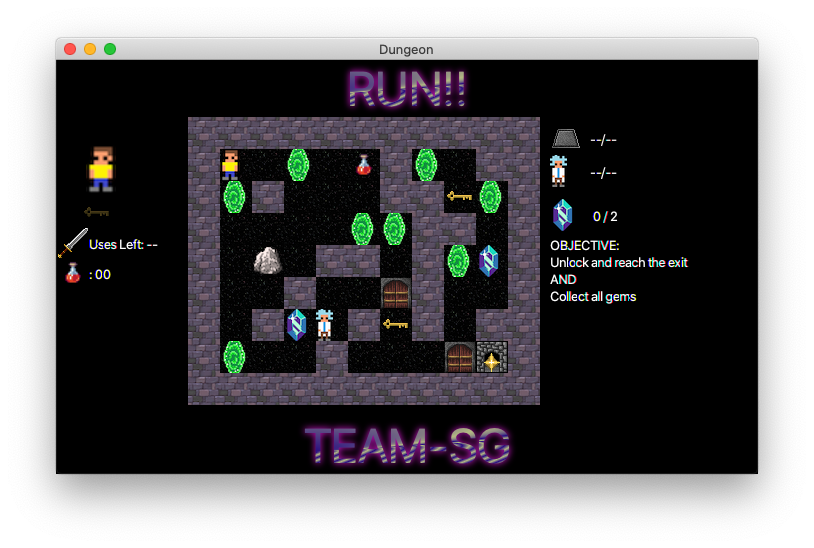 Dungeon
RUN!!
--/--
--/--
0 / 2
Uses Left: --
: 00
OBJECTIVE:
Unlock and reach the exit
AND
Collect all gems
TEAM-SG